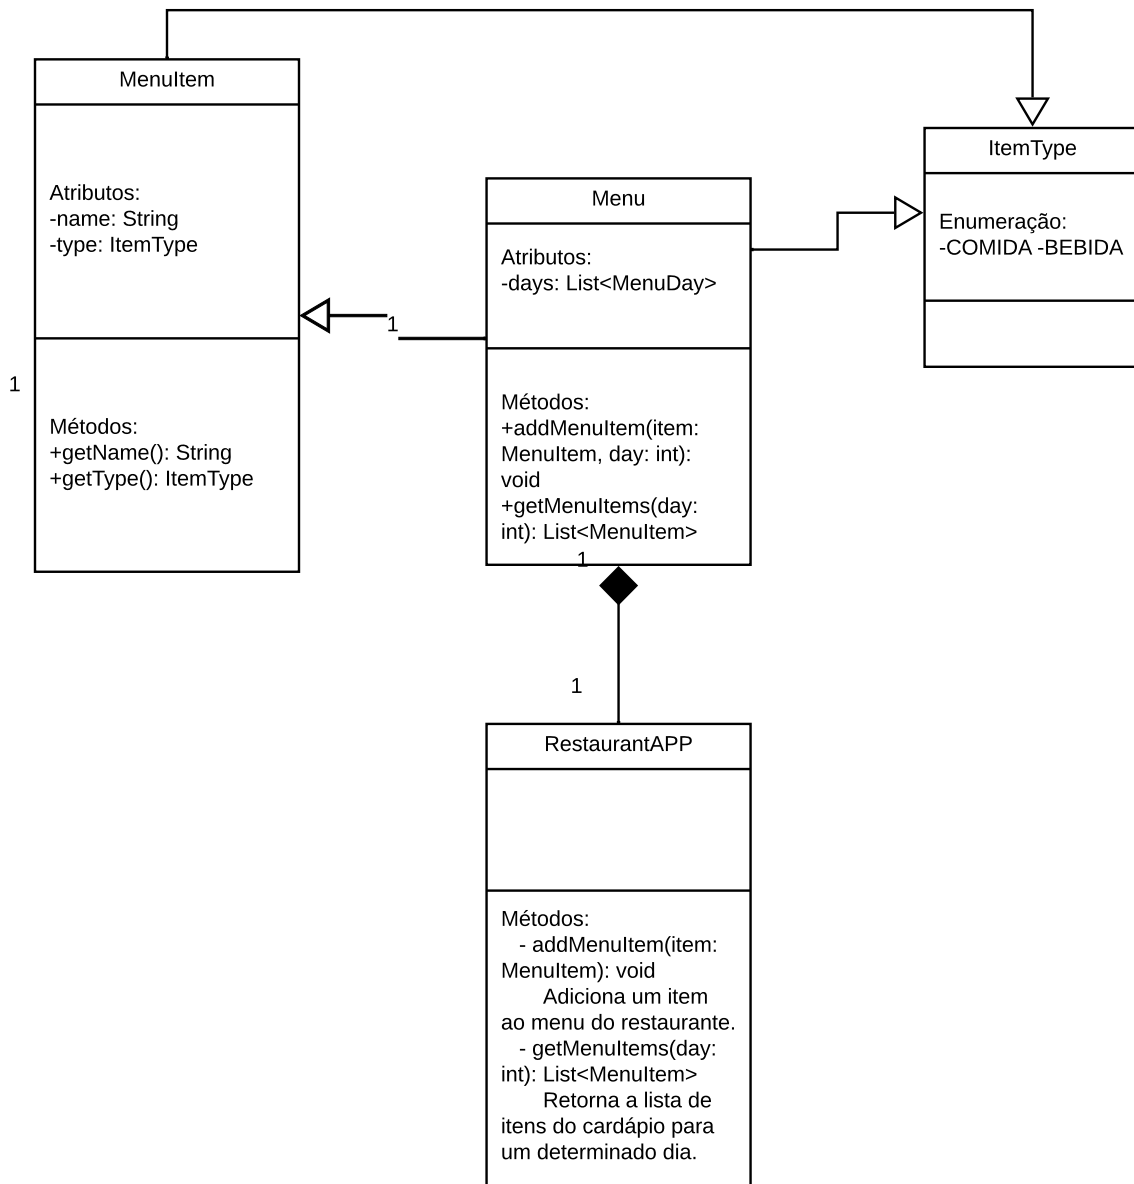 MenuItem
Atributos:
-name: String
-type: ItemType
1
Métodos:
+getName(): String
+getType(): ItemType
1
Menu
Atributos:
-days: List<MenuDay>
Métodos:
+addMenuItem(item:
MenuItem, day: int):
void
+getMenuItems(day:
int): List<MenuItem>
1
ItemType
Enumeração:
-COMIDA -BEBIDA
1
RestaurantAPP
Métodos:
- addMenuItem(item:
MenuItem): void
Adiciona um item
ao menu do restaurante.
- getMenuItems(day:
int): List<MenuItem>
Retorna a lista de
itens do cardápio para
um determinado dia.